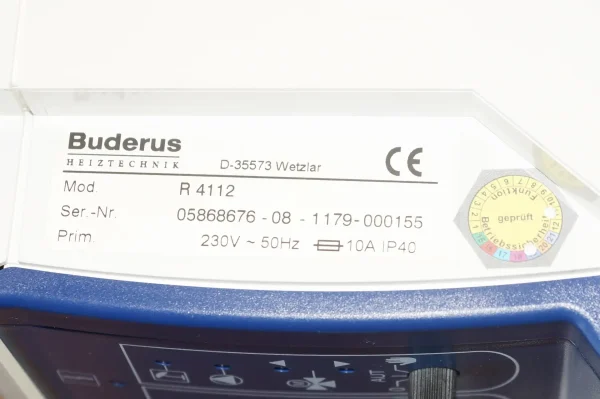 Buderus
HEIZTECHNIK
D-35573 Wetzlar
CE
Mod. R 4112
Ser.-Nr. 05868676 - 08 - 1179-000155
Prim. 230V ~ 50Hz 10A IP40
Funktion
geprüft
Betriebssicherheit
AUT